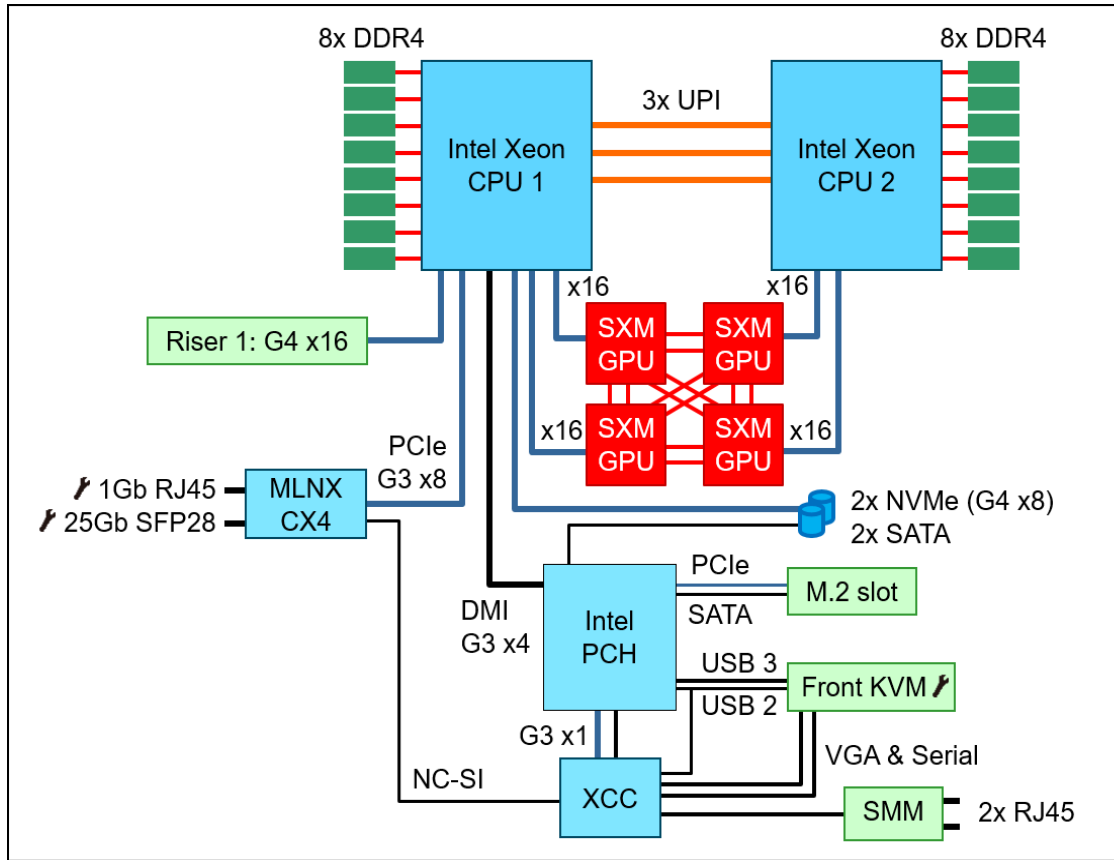 8x DDR4
8x DDR4
3x UPI
Intel Xeon
CPU 1
Intel Xeon
CPU 2
x16
x16
Riser 1: G4 x16
SXM
GPU
SXM
GPU
x16
SXM
GPU
SXM
GPU
x16
PCIe
G3 x8
1Gb RJ45
25Gb SFP28
MLNX
CX4
2x NVMe (G4 x8)
2x SATA
DMI
G3 x4
Intel
PCH
PCIe
SATA
M.2 slot
USB 3
USB 2
Front KVM
G3 x1
VGA & Serial
NC-SI
XCC
SMM
2x RJ45